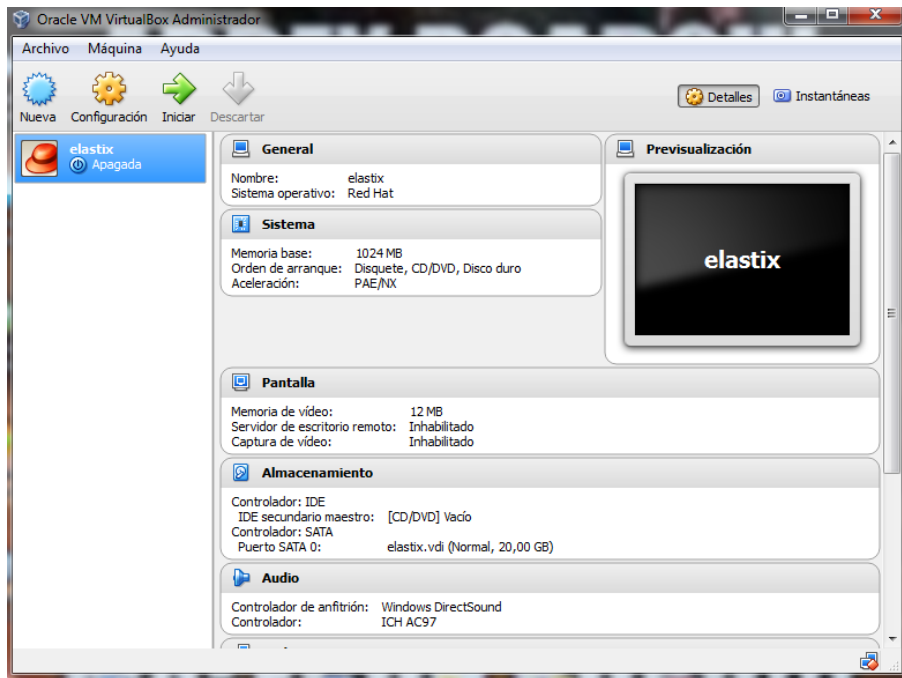 Oracle VM VirtualBox Administrador
Archivo Máquina Ayuda
Nueva Configuración Iniciar Descartar
Detalles Instantáneas
elastix
Apagada
General
Nombre: elastix
Sistema operativo: Red Hat
Sistema
Memoria base: 1024 MB
Orden de arranque: Disquete, CD/DVD, Disco duro
Aceleración: PAE/NX
Previsualización
elastix
Pantalla
Memoria de vídeo: 12 MB
Servidor de escritorio remoto: Inhabilitado
Captura de vídeo: Inhabilitado
Almacenamiento
Controlador: IDE
IDE secundario maestro: [CD/DVD] Vacío
Controlador: SATA
Puerto SATA 0: elastix.vdi (Normal, 20,00 GB)
Audio
Controlador de anfitrión: Windows DirectSound
Controlador: ICH AC97